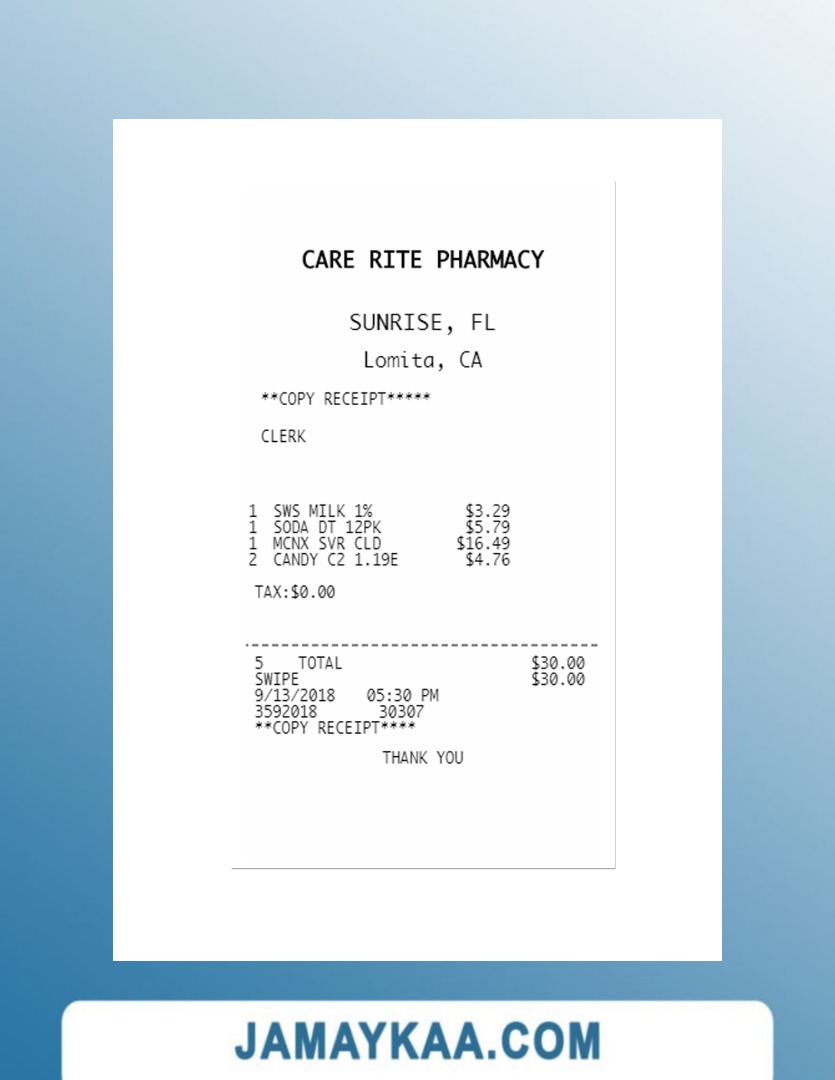 CARE RITE PHARMACY
SUNRISE, FL
Lomita, CA
**COPY RECEIPT*****
CLERK
1 SWS MILK 1% $3.29
1 SODA DT 12PK $5.79
1 MCNX SVR CLD $16.49
2 CANDY C2 1.19E $4.76
TAX:$0.00
5 TOTAL $30.00
SWIPE $30.00
9/13/2018 05:30 PM
3592018 30307
**COPY RECEIPT****
THANK YOU
JAMAYKAA.COM